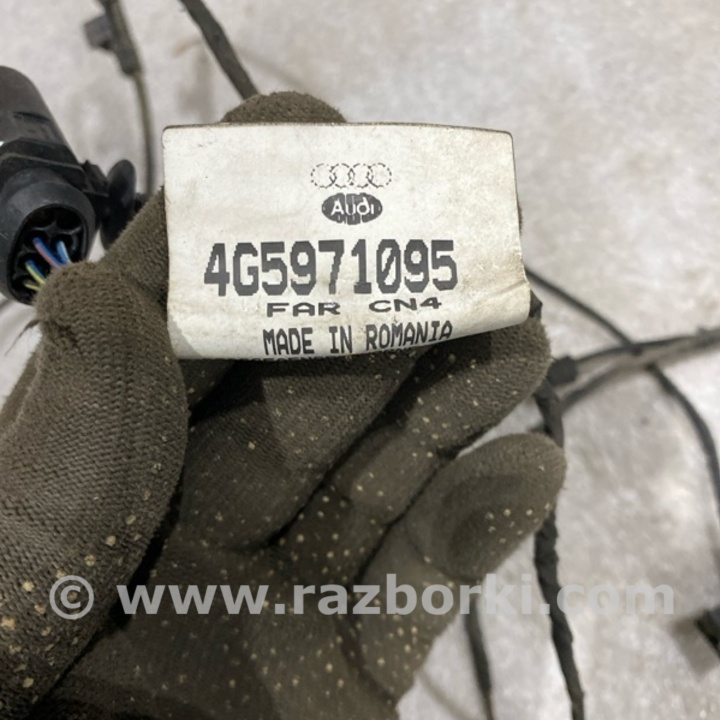 Audi
4G5971095
FAR CN4
MADE IN ROMANIA
© www.razborki.com